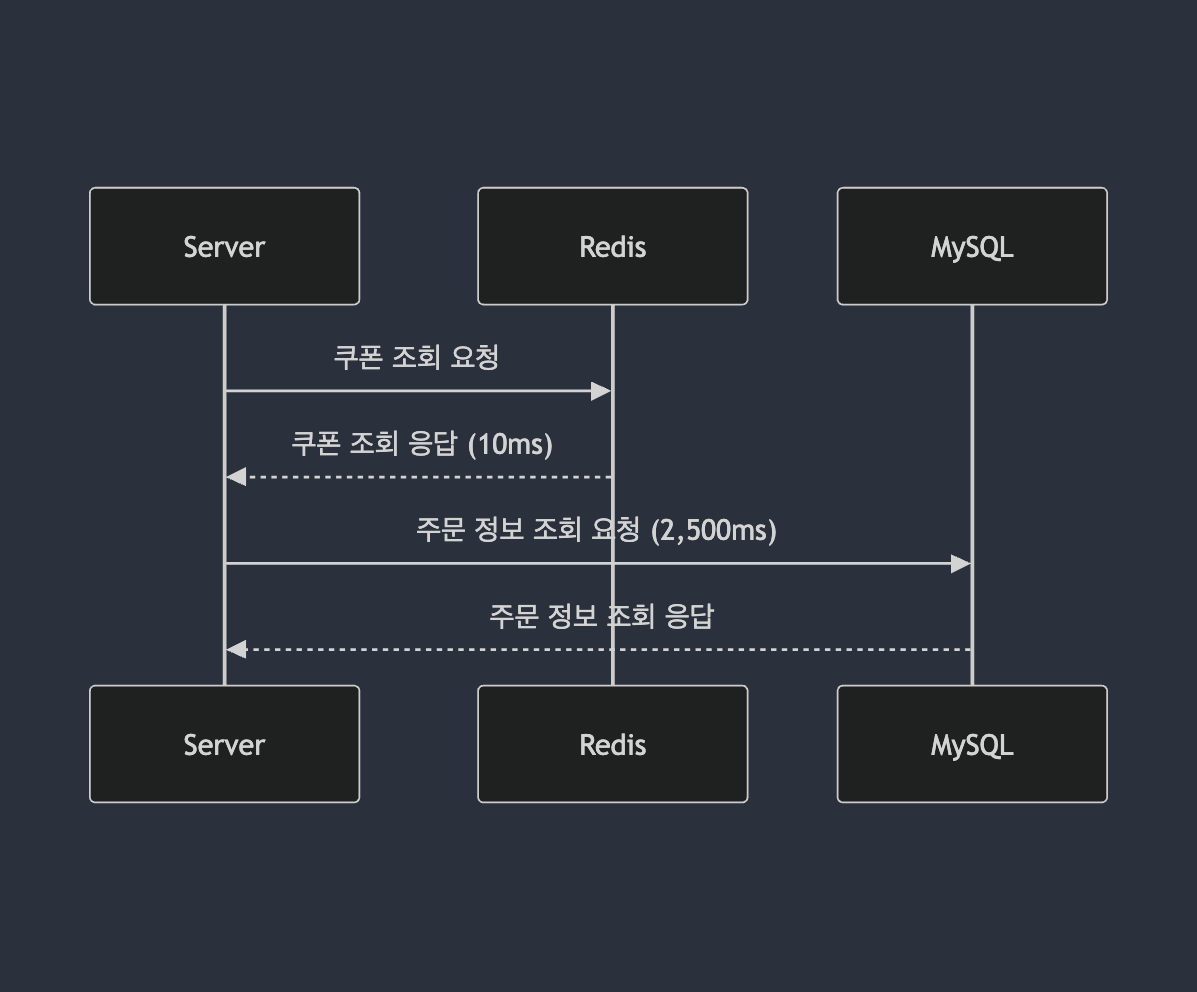 Server
Redis
MySQL
쿠폰 조회 요청
쿠폰 조회 응답 (10ms)
주문 정보 조회 요청 (2,500ms)
주문 정보 조회 응답
Server
Redis
MySQL